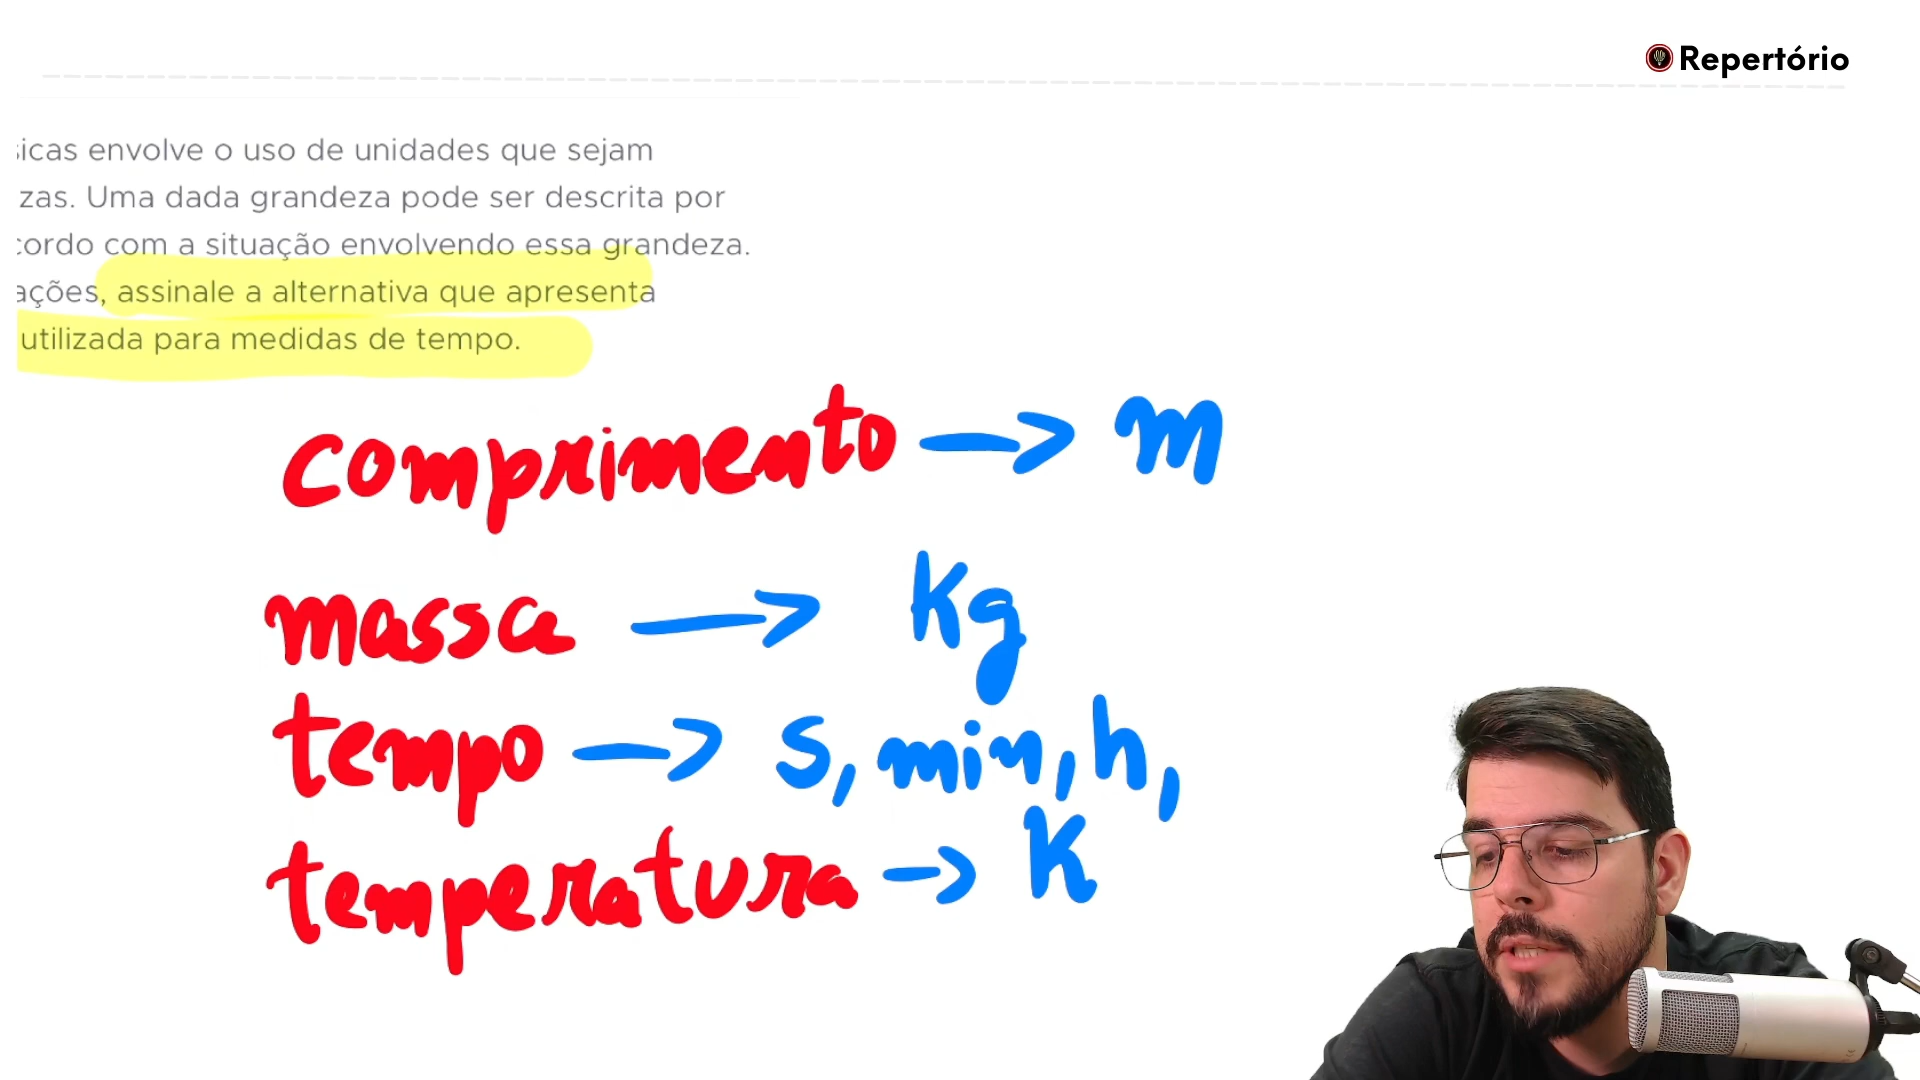 Repertório
sicas envolve o uso de unidades que sejam
zas. Uma dada grandeza pode ser descrita por
cordo com a situação envolvendo essa grandeza.
ações, assinale a alternativa que apresenta
utilizada para medidas de tempo.
comprimento -> m
massa -> Kg
tempo -> s, min, h,
temperatura -> K